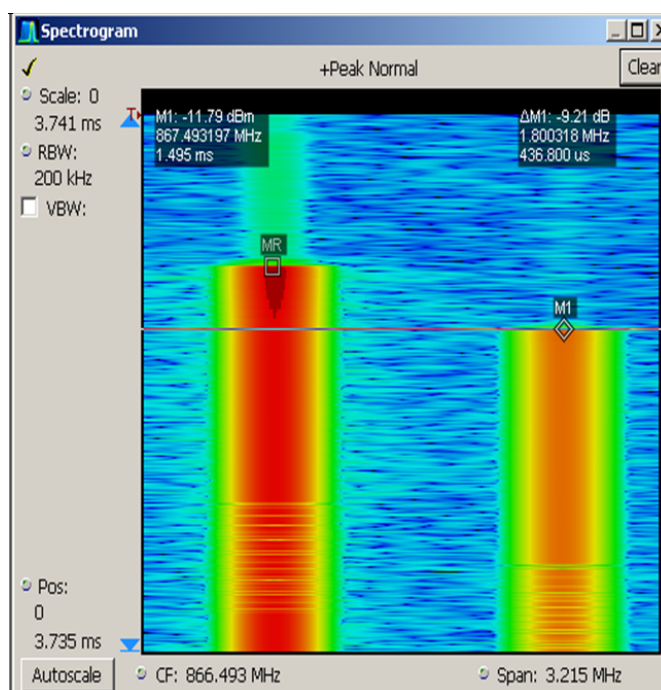 Spectrogram
+Peak Normal
Clear
Scale: 0
3.741 ms
RBW:
200 kHz
VBW:
T
M1: -11.79 dBm
867.493197 MHz
1.495 ms
ΔM1: -9.21 dB
1.800318 MHz
436.800 us
MR
M1
Pos:
0
3.735 ms
Autoscale
CF: 866.493 MHz
Span: 3.215 MHz